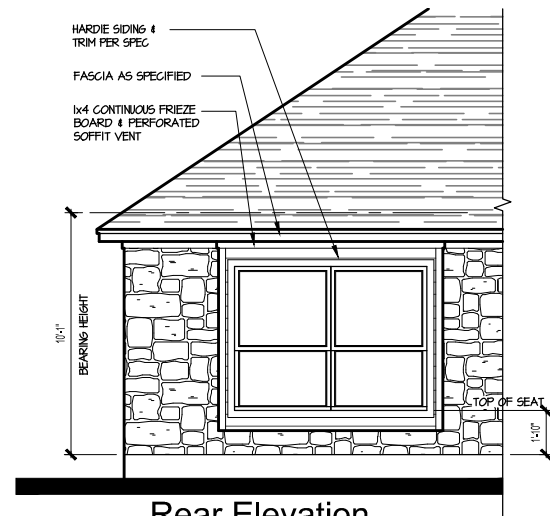 HARDIE SIDING &
TRIM PER SPEC
FASCIA AS SPECIFIED
1x4 CONTINUOUS FRIEZE
BOARD & PERFORATED
SOFFIT VENT
10'-1"
BEARING HEIGHT
TOP OF SEAT
1'-10"
Rear Elevation